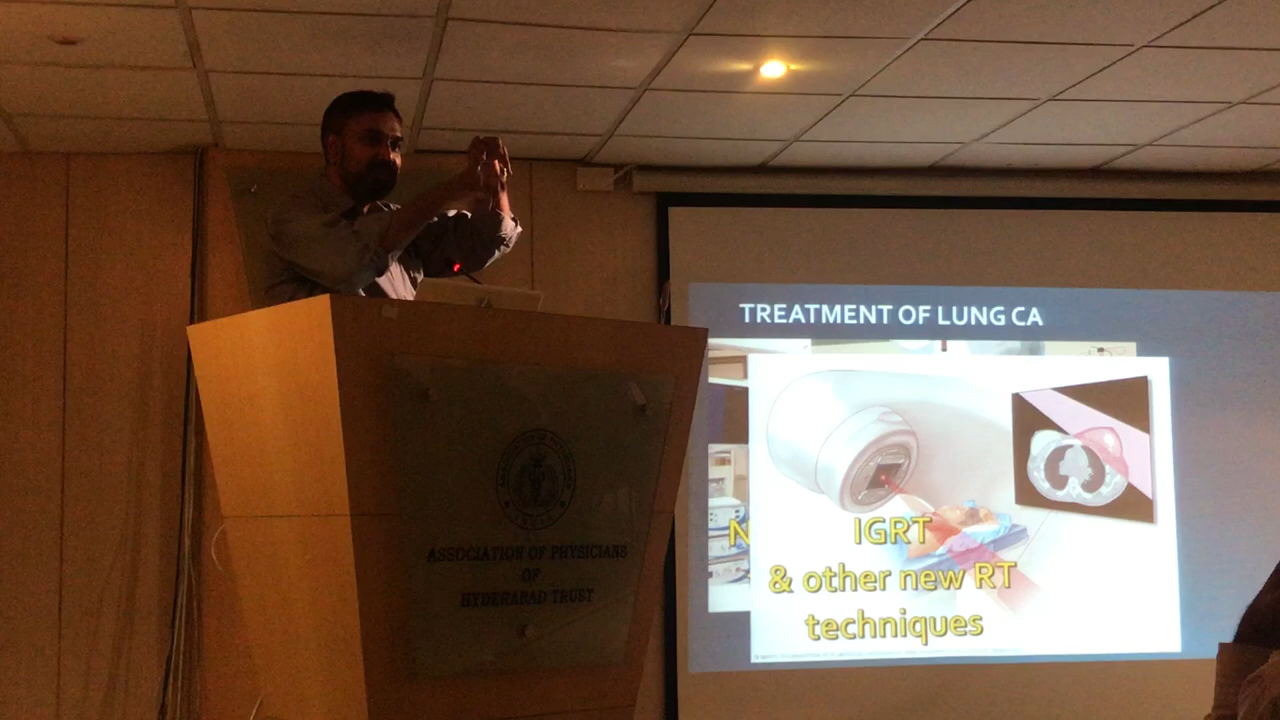 TREATMENT OF LUNG CA
N
IGRT
& other new RT
techniques
ASSOCIATION OF PHYSICIANS
OF
HYDERABAD TRUST